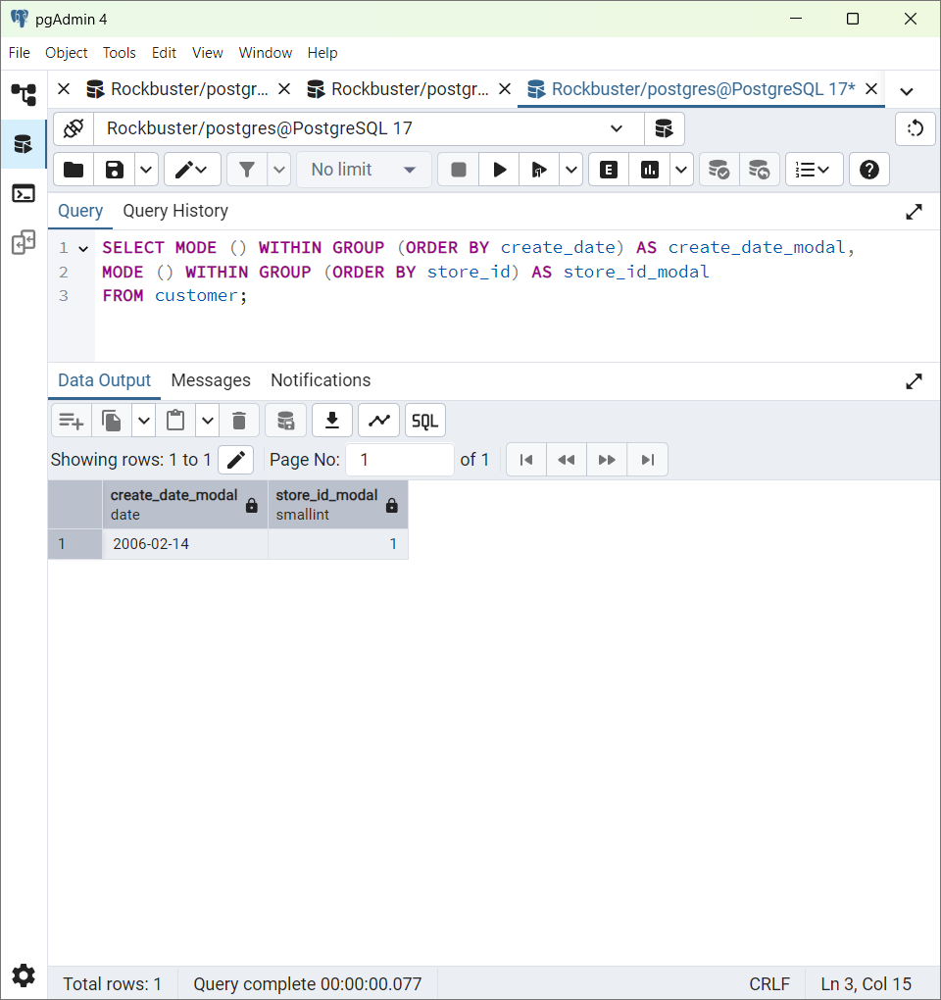 pgAdmin 4
File Object Tools Edit View Window Help
Rockbuster/postgr... Rockbuster/postgr... Rockbuster/postgres@PostgreSQL 17*
Rockbuster/postgres@PostgreSQL 17
No limit E
Query Query History
1 SELECT MODE () WITHIN GROUP (ORDER BY create_date) AS create_date_modal,
2 MODE () WITHIN GROUP (ORDER BY store_id) AS store_id_modal
3 FROM customer;
Data Output Messages Notifications
SQL
Showing rows: 1 to 1 Page No: 1 of 1
create_date_modal store_id_modal
date smallint
1 2006-02-14 1
Total rows: 1 Query complete 00:00:00.077 CRLF Ln 3, Col 15